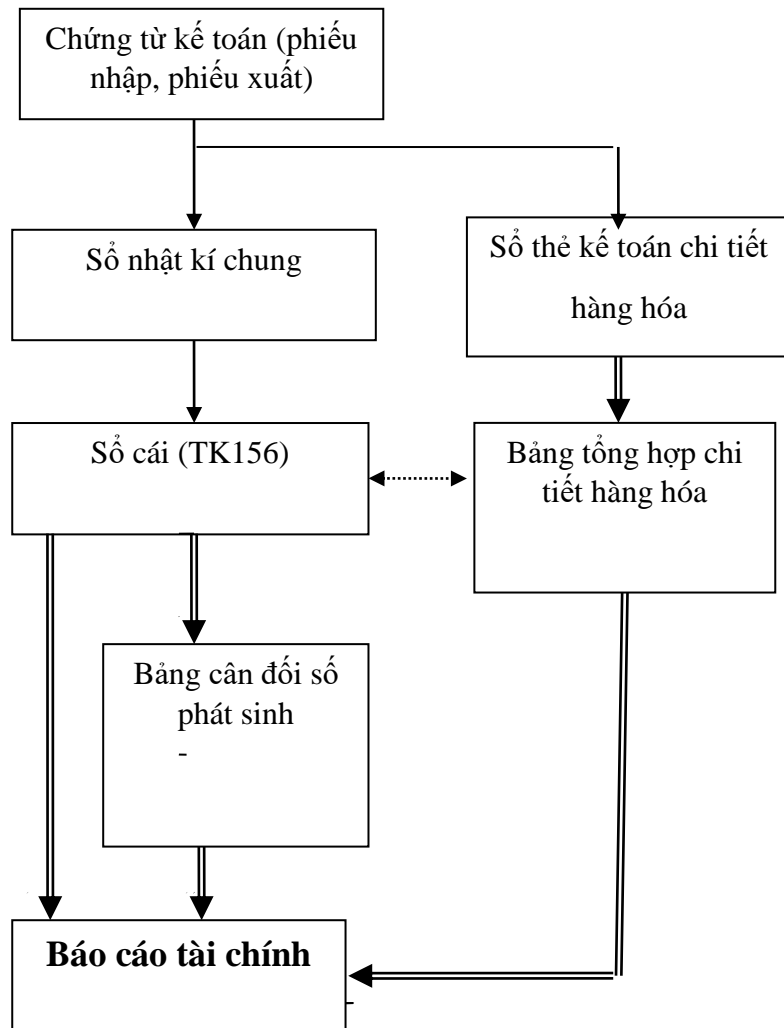 Chứng từ kế toán (phiếu
nhập, phiếu xuất)
Sổ nhật kí chung
Sổ thẻ kế toán chi tiết
hàng hóa
Sổ cái (TK156)
Bảng tổng hợp chi
tiết hàng hóa
Bảng cân đối số
phát sinh
-
Báo cáo tài chính